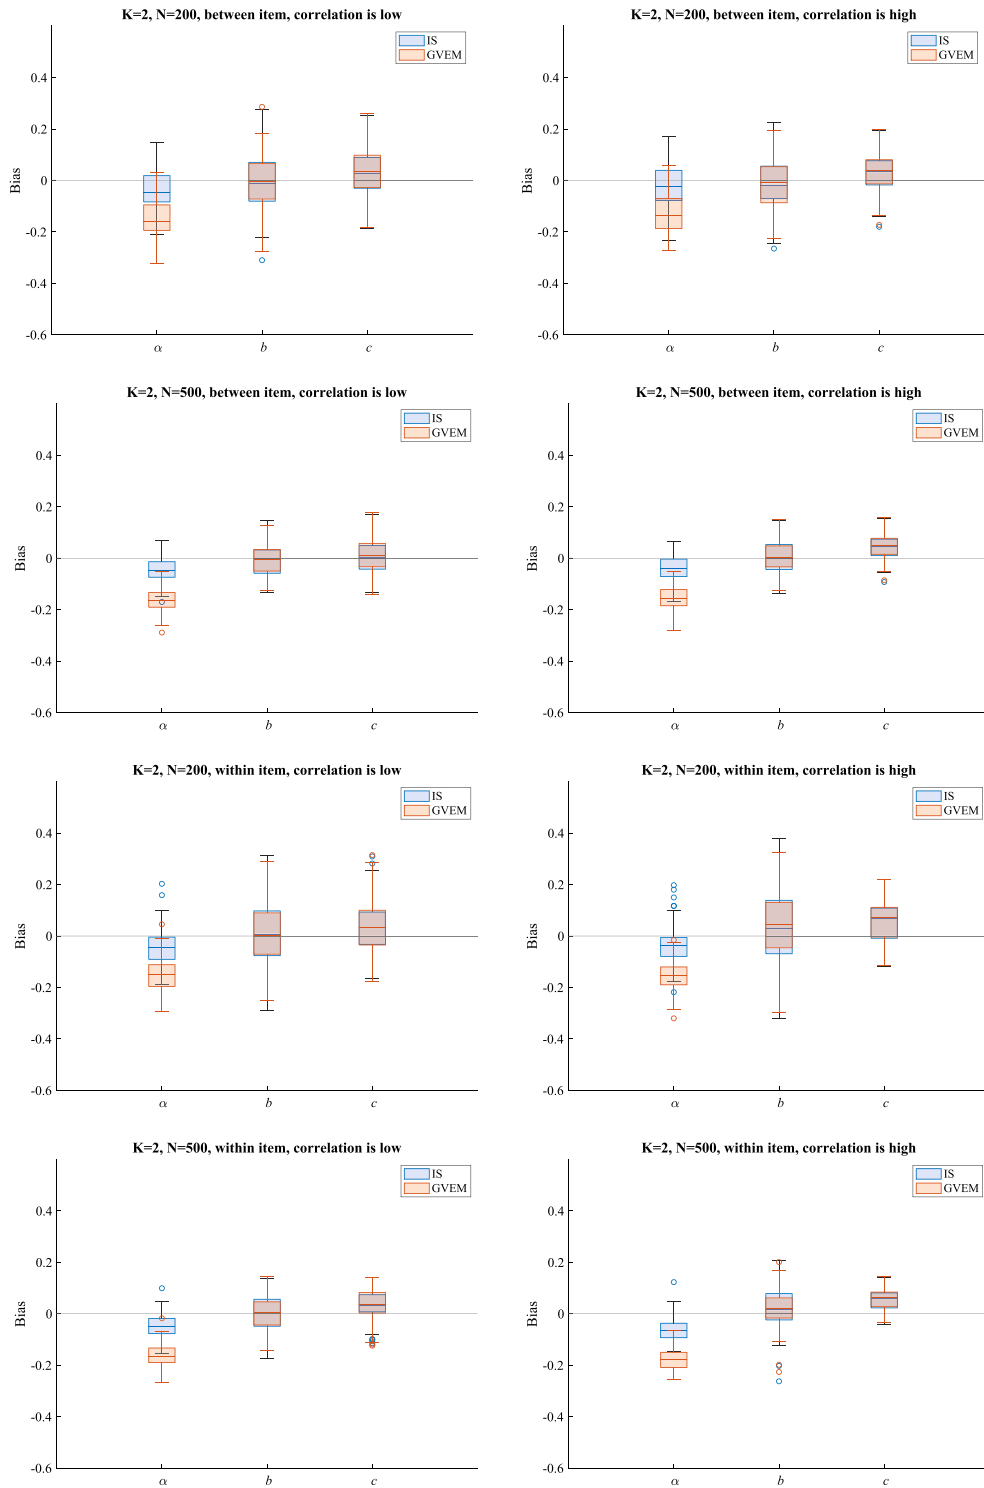 K=2, N=200, between item, correlation is low
IS
GVEM
0.4
0.2
0
-0.2
-0.4
-0.6
Bias
α
b
c
K=2, N=200, between item, correlation is high
IS
GVEM
0.4
0.2
0
-0.2
-0.4
-0.6
Bias
α
b
c
K=2, N=500, between item, correlation is low
IS
GVEM
0.4
0.2
0
-0.2
-0.4
-0.6
Bias
α
b
c
K=2, N=500, between item, correlation is high
IS
GVEM
0.4
0.2
0
-0.2
-0.4
-0.6
Bias
α
b
c
K=2, N=200, within item, correlation is low
IS
GVEM
0.4
0.2
0
-0.2
-0.4
-0.6
Bias
α
b
c
K=2, N=200, within item, correlation is high
IS
GVEM
0.4
0.2
0
-0.2
-0.4
-0.6
Bias
α
b
c
K=2, N=500, within item, correlation is low
IS
GVEM
0.4
0.2
0
-0.2
-0.4
-0.6
Bias
α
b
c
K=2, N=500, within item, correlation is high
IS
GVEM
0.4
0.2
0
-0.2
-0.4
-0.6
Bias
α
b
c